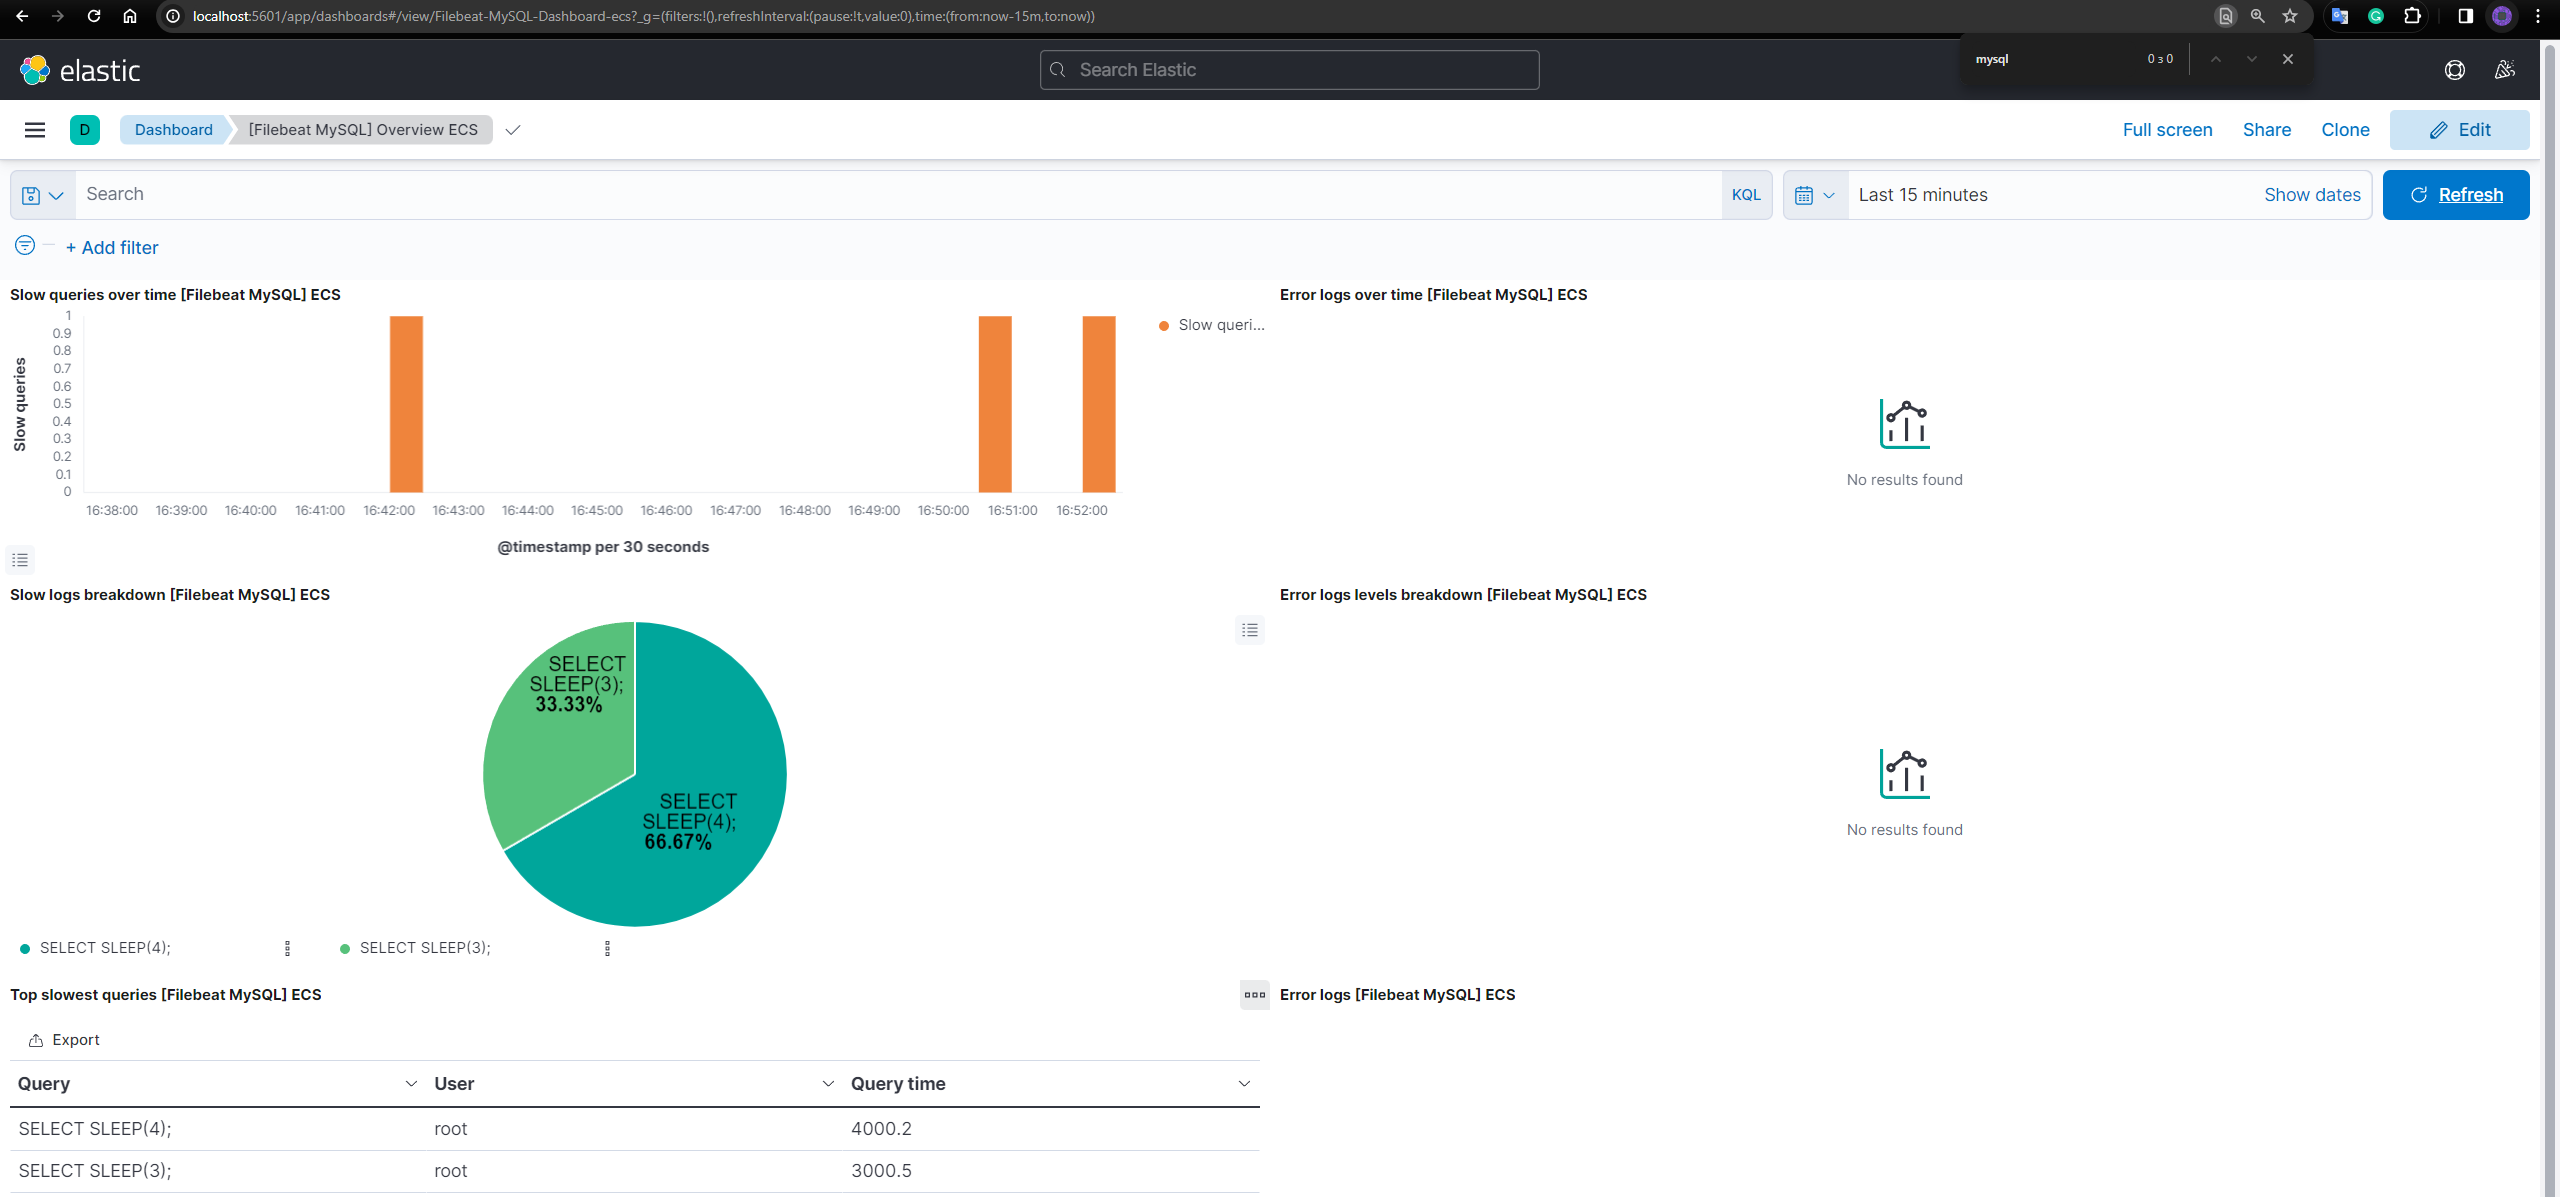 localhost:5601/app/dashboards#/view/Filebeat-MySQL-Dashboard-ecs?_g=(filters:!(),refreshInterval:(pause:!t,value:0),time:(from:now-15m,to:now))
elastic
Search Elastic
mysql
0 з 0
D
Dashboard
[Filebeat MySQL] Overview ECS
Full screen
Share
Clone
Edit
Search
KQL
Last 15 minutes
Show dates
Refresh
+ Add filter
Slow queries over time [Filebeat MySQL] ECS
Slow queries
1
0.9
0.8
0.7
0.6
0.5
0.4
0.3
0.2
0.1
0
16:38:00 16:39:00 16:40:00 16:41:00 16:42:00 16:43:00 16:44:00 16:45:00 16:46:00 16:47:00 16:48:00 16:49:00 16:50:00 16:51:00 16:52:00
@timestamp per 30 seconds
Slow queri...
Error logs over time [Filebeat MySQL] ECS
No results found
Slow logs breakdown [Filebeat MySQL] ECS
SELECT
SLEEP(3);
33.33%
SELECT
SLEEP(4);
66.67%
SELECT SLEEP(4);
SELECT SLEEP(3);
Error logs levels breakdown [Filebeat MySQL] ECS
No results found
Top slowest queries [Filebeat MySQL] ECS
Export
Query User Query time
SELECT SLEEP(4); root 4000.2
SELECT SLEEP(3); root 3000.5
Error logs [Filebeat MySQL] ECS